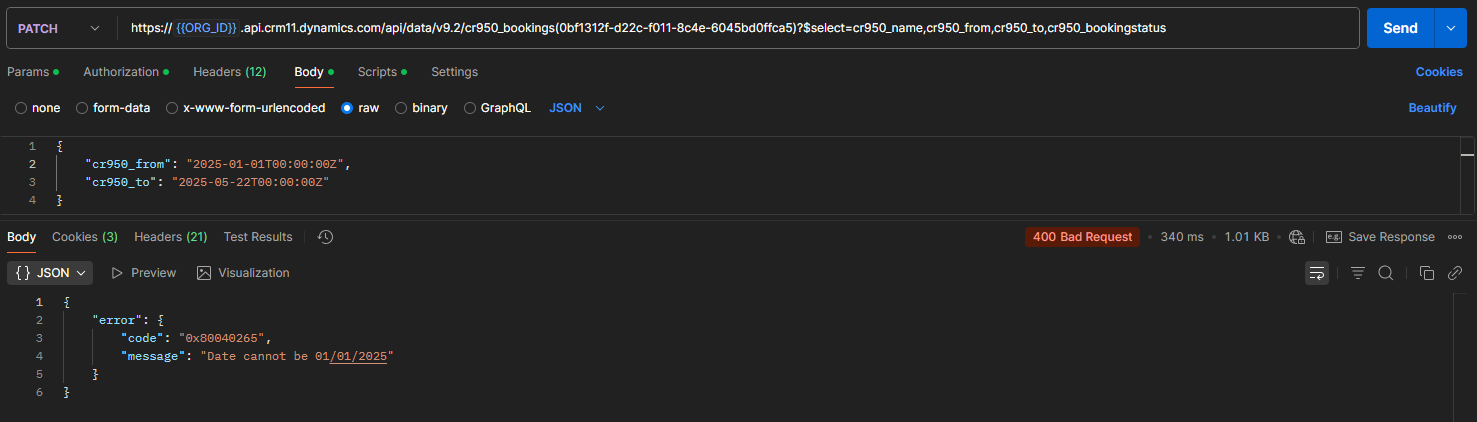 PATCH https:// {{ORG_ID}} .api.crm11.dynamics.com/api/data/v9.2/cr950_bookings(0bf1312f-d22c-f011-8c4e-6045bd0ffca5)?$select=cr950_name,cr950_from,cr950_to,cr950_bookingstatus Send
Params Authorization Headers (12) Body Scripts Settings Cookies
none form-data x-www-form-urlencoded raw binary GraphQL JSON Beautify
1 {
2 "cr950_from": "2025-01-01T00:00:00Z",
3 "cr950_to": "2025-05-22T00:00:00Z"
4 }
Body Cookies (3) Headers (21) Test Results 400 Bad Request • 340 ms • 1.01 KB • e.g. Save Response
{} JSON Preview Visualization
1 {
2 "error": {
3 "code": "0x80040265",
4 "message": "Date cannot be 01/01/2025"
5 }
6 }